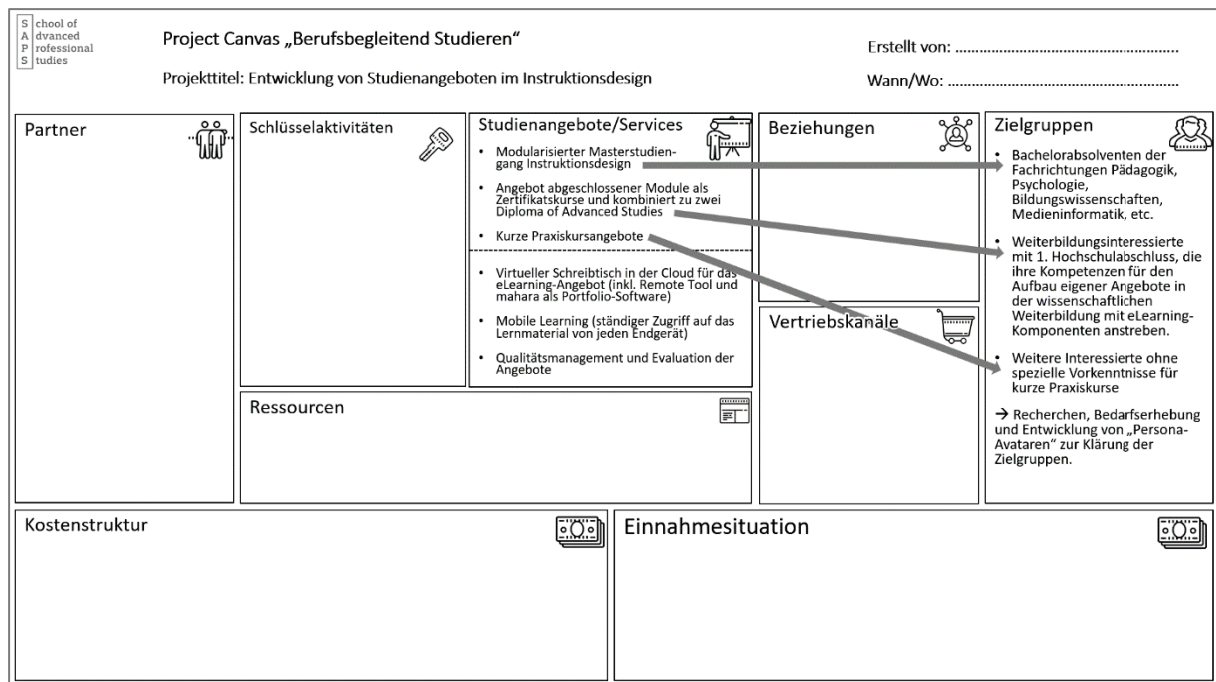 School of
Advanced
Professional
Studies
Project Canvas „Berufsbegleitend Studieren“
Projekttitel: Entwicklung von Studienangeboten im Instruktionsdesign
Erstellt von: ........................................................
Wann/Wo: ..........................................................
Partner
Schlüsselaktivitäten
Studienangebote/Services
• Modularisierter Masterstudien-
gang Instruktionsdesign
• Angebot abgeschlossener Module als
Zertifikatskurse und kombiniert zu zwei
Diploma of Advanced Studies
• Kurze Praxiskursangebote
• Virtueller Schreibtisch in der Cloud für das
eLearning-Angebot (inkl. Remote Tool und
mahara als Portfolio-Software)
• Mobile Learning (ständiger Zugriff auf das
Lernmaterial von jeden Endgerät)
• Qualitätsmanagement und Evaluation der
Angebote
Beziehungen
Vertriebskanäle
Zielgruppen
• Bachelorabsolventen der
Fachrichtungen Pädagogik,
Psychologie,
Bildungswissenschaften,
Medieninformatik, etc.
• Weiterbildungsinteressierte
mit 1. Hochschulabschluss, die
ihre Kompetenzen für den
Aufbau eigener Angebote in
der wissenschaftlichen
Weiterbildung mit eLearning-
Komponenten anstreben.
• Weitere Interessierte ohne
spezielle Vorkenntnisse für
kurze Praxiskurse
→ Recherchen, Bedarfserhebung
und Entwicklung von „Persona-
Avataren“ zur Klärung der
Zielgruppen.
Ressourcen
Kostenstruktur
Einnahmesituation